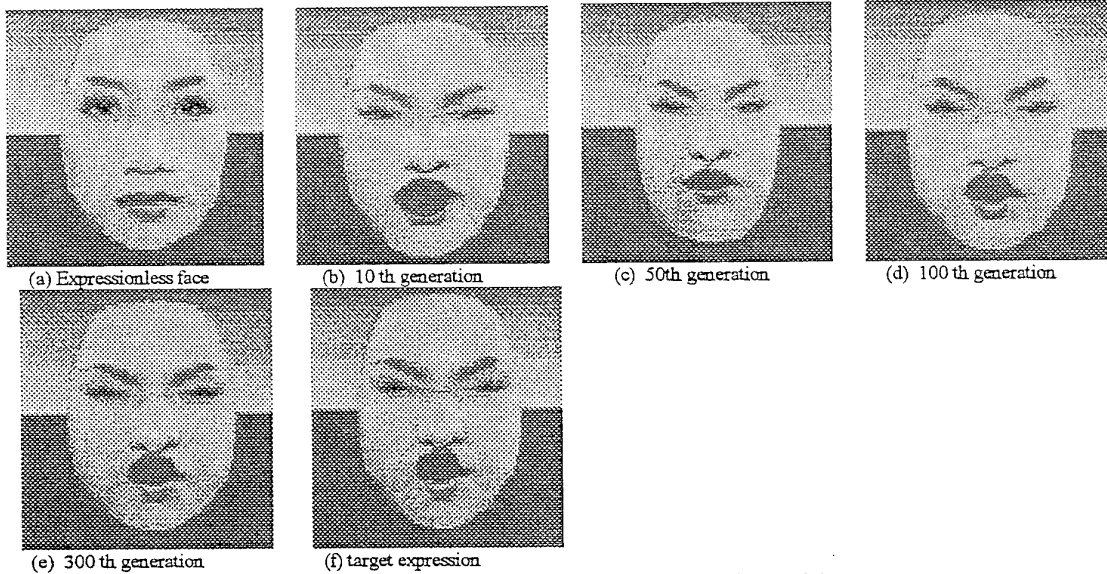 (a) Expressionless face
(b) 10 th generation
(c) 50th generation
(d) 100 th generation
(e) 300 th generation
(f) target expression